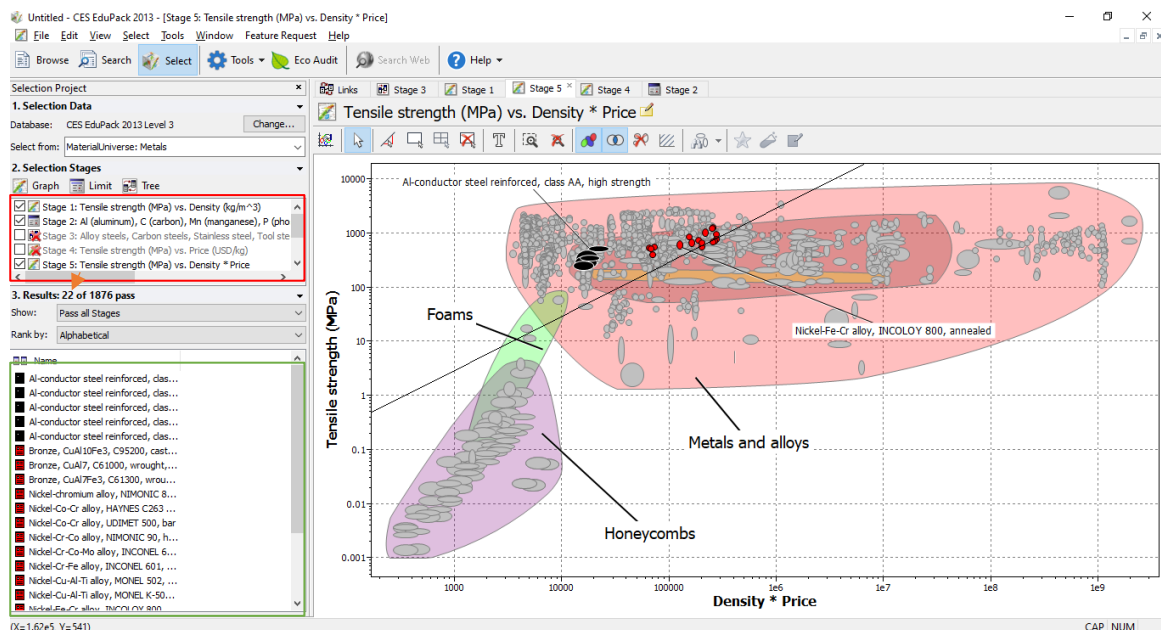 Untitled - CES EduPack 2013 - [Stage 5: Tensile strength (MPa) vs. Density * Price]
File Edit View Select Tools Window Feature Request Help
Browse Search Select Tools Eco Audit Search Web Help
Selection Project
1. Selection Data
Database: CES EduPack 2013 Level 3 Change...
Select from: MaterialUniverse: Metals
2. Selection Stages
Graph Limit Tree
Stage 1: Tensile strength (MPa) vs. Density (kg/m^3)
Stage 2: Al (aluminum), C (carbon), Mn (manganese), P (pho
Stage 3: Alloy steels, Carbon steels, Stainless steel, Tool ste
Stage 4: Tensile strength (MPa) vs. Price (USD/kg)
Stage 5: Tensile strength (MPa) vs. Density * Price
3. Results: 22 of 1876 pass
Show: Pass all Stages
Rank by: Alphabetical
Name
Al-conductor steel reinforced, clas...
Al-conductor steel reinforced, clas...
Al-conductor steel reinforced, clas...
Al-conductor steel reinforced, clas...
Al-conductor steel reinforced, clas...
Bronze, CuAl10Fe3, C95200, cast...
Bronze, CuAl7, C61000, wrought,...
Bronze, CuAl7Fe3, C61300, wrou...
Nickel-chromium alloy, NIMONIC 8...
Nickel-Co-Cr alloy, HAYNES C263 ...
Nickel-Co-Cr alloy, UDIMET 500, bar
Nickel-Cr-Co alloy, NIMONIC 90, h...
Nickel-Cr-Co-Mo alloy, INCONEL 6...
Nickel-Cr-Fe alloy, INCONEL 601, ...
Nickel-Cu-Al-Ti alloy, MONEL 502, ...
Nickel-Cu-Al-Ti alloy, MONEL K-50...
Nickel-Fe-Cr alloy, INCOLOY 800
Links Stage 3 Stage 1 Stage 5 Stage 4 Stage 2
Tensile strength (MPa) vs. Density * Price
Tensile strength (MPa)
10000
1000
100
10
1
0.1
0.01
0.001
Al-conductor steel reinforced, class AA, high strength
Foams
Nickel-Fe-Cr alloy, INCOLOY 800, annealed
Metals and alloys
Honeycombs
1000 10000 100000 1e6 1e7 1e8 1e9
Density * Price
(X=1.62e5, Y=541) CAP NUM